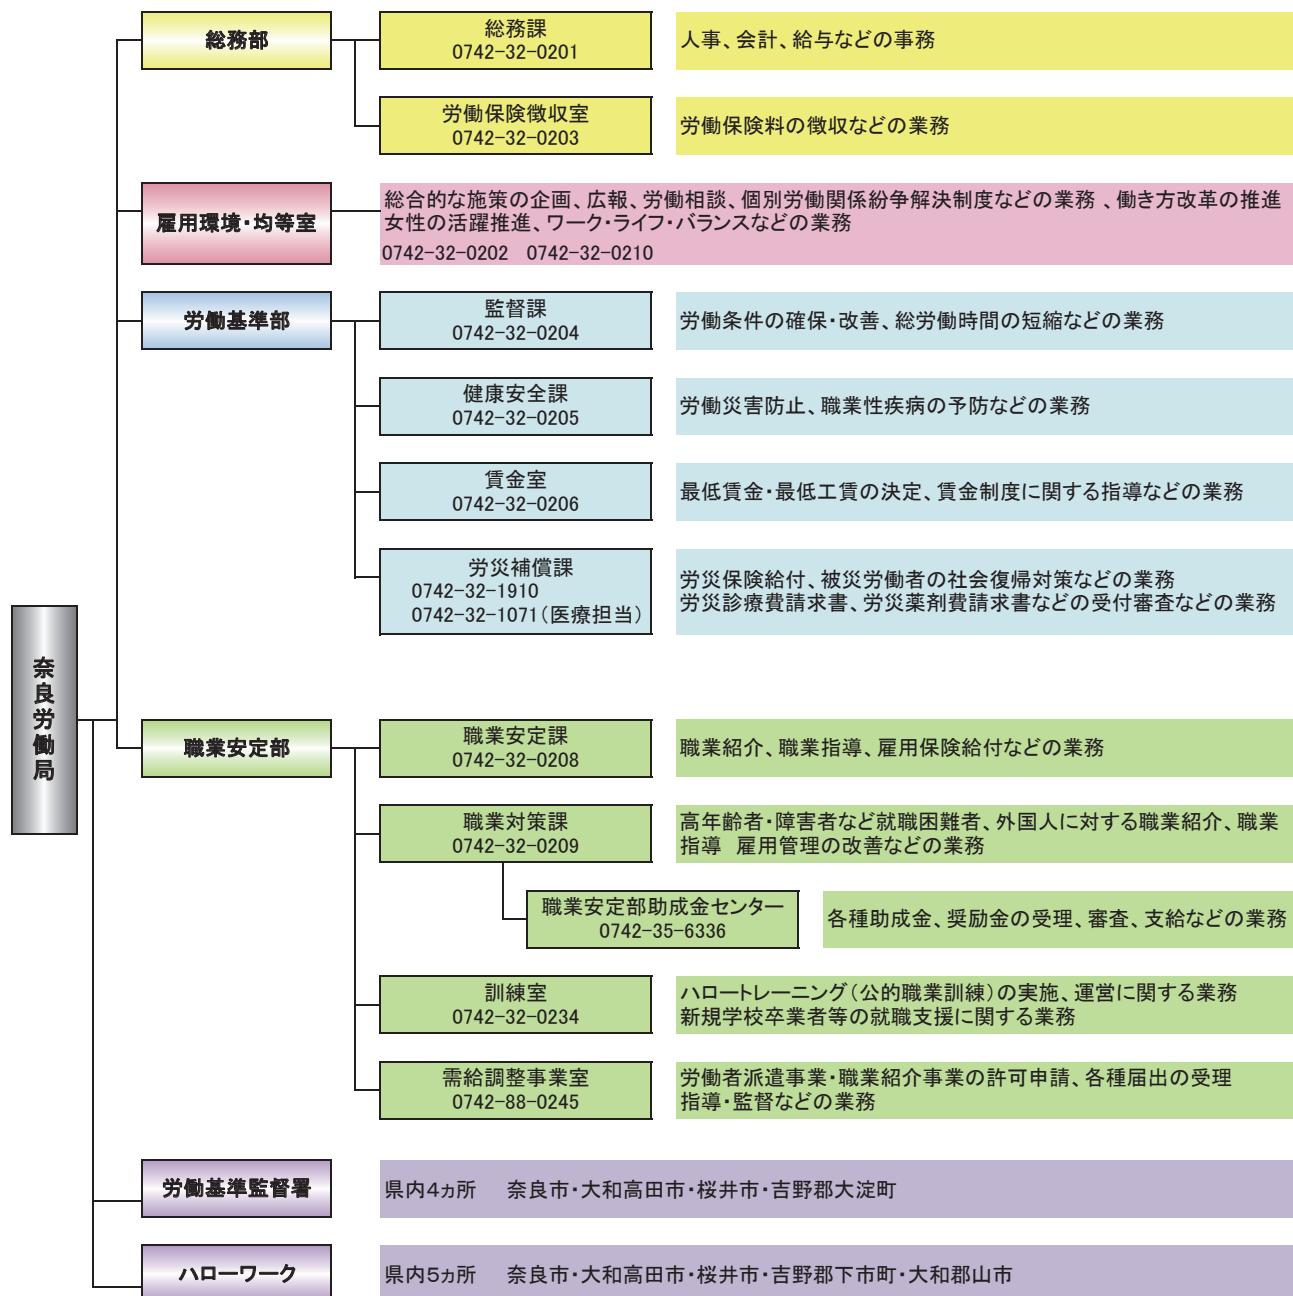 奈良労働局
総務部
総務課
0742-32-0201
人事、会計、給与などの事務
労働保険徴収室
0742-32-0203
労働保険料の徴収などの業務
雇用環境・均等室
総合的な施策の企画、広報、労働相談、個別労働関係紛争解決制度などの業務 、働き方改革の推進
女性の活躍推進、ワーク・ライフ・バランスなどの業務
0742-32-0202　0742-32-0210
労働基準部
監督課
0742-32-0204
労働条件の確保・改善、総労働時間の短縮などの業務
健康安全課
0742-32-0205
労働災害防止、職業性疾病の予防などの業務
賃金室
0742-32-0206
最低賃金・最低工賃の決定、賃金制度に関する指導などの業務
労災補償課
0742-32-1910
0742-32-1071（医療担当）
労災保険給付、被災労働者の社会復帰対策などの業務
労災診療費請求書、労災薬剤費請求書などの受付審査などの業務
職業安定部
職業安定課
0742-32-0208
職業紹介、職業指導、雇用保険給付などの業務
職業対策課
0742-32-0209
高年齢者・障害者など就職困難者、外国人に対する職業紹介、職業
指導　雇用管理の改善などの業務
職業安定部助成金センター
0742-35-6336
各種助成金、奨励金の受理、審査、支給などの業務
訓練室
0742-32-0234
ハロートレーニング（公的職業訓練）の実施、運営に関する業務
新規学校卒業者等の就職支援に関する業務
需給調整事業室
0742-88-0245
労働者派遣事業・職業紹介事業の許可申請、各種届出の受理
指導・監督などの業務
労働基準監督署
県内４ヵ所　奈良市・大和高田市・桜井市・吉野郡大淀町
ハローワーク
県内５ヵ所　奈良市・大和高田市・桜井市・吉野郡下市町・大和郡山市